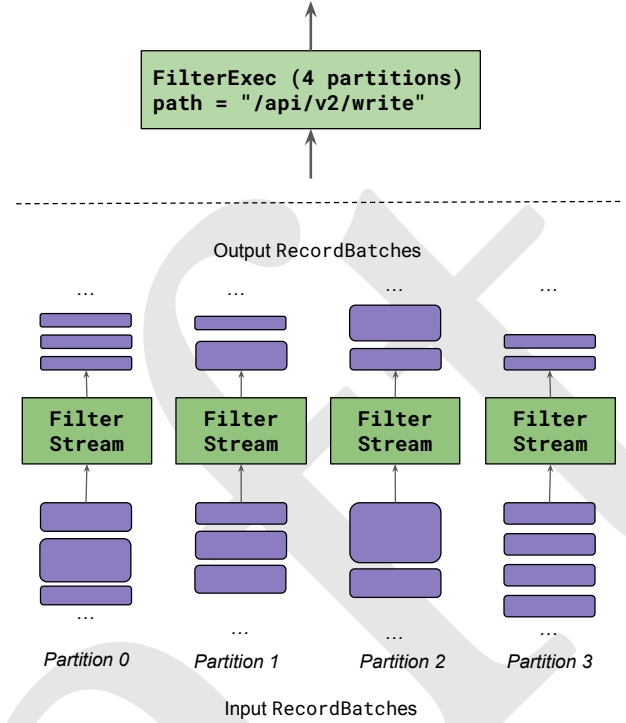 FilterExec (4 partitions)
path = "/api/v2/write"
Output RecordBatches
... ... ... ...
Filter Stream
Filter Stream
Filter Stream
Filter Stream
... ... ... ...
Partition 0 Partition 1 Partition 2 Partition 3
Input RecordBatches